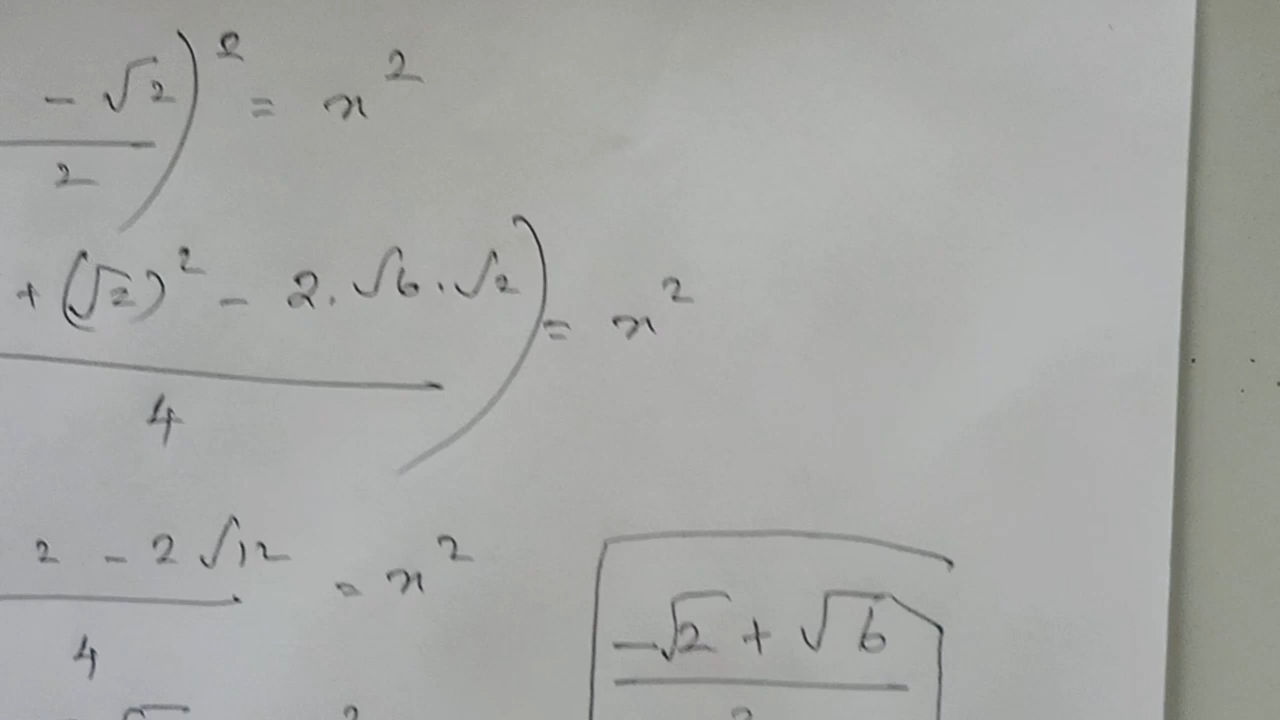 - √2)² = x²
2
+ (√2)² - 2.√6.√2) = x²
4
2 - 2√12 = x²
4
-√2 + √6